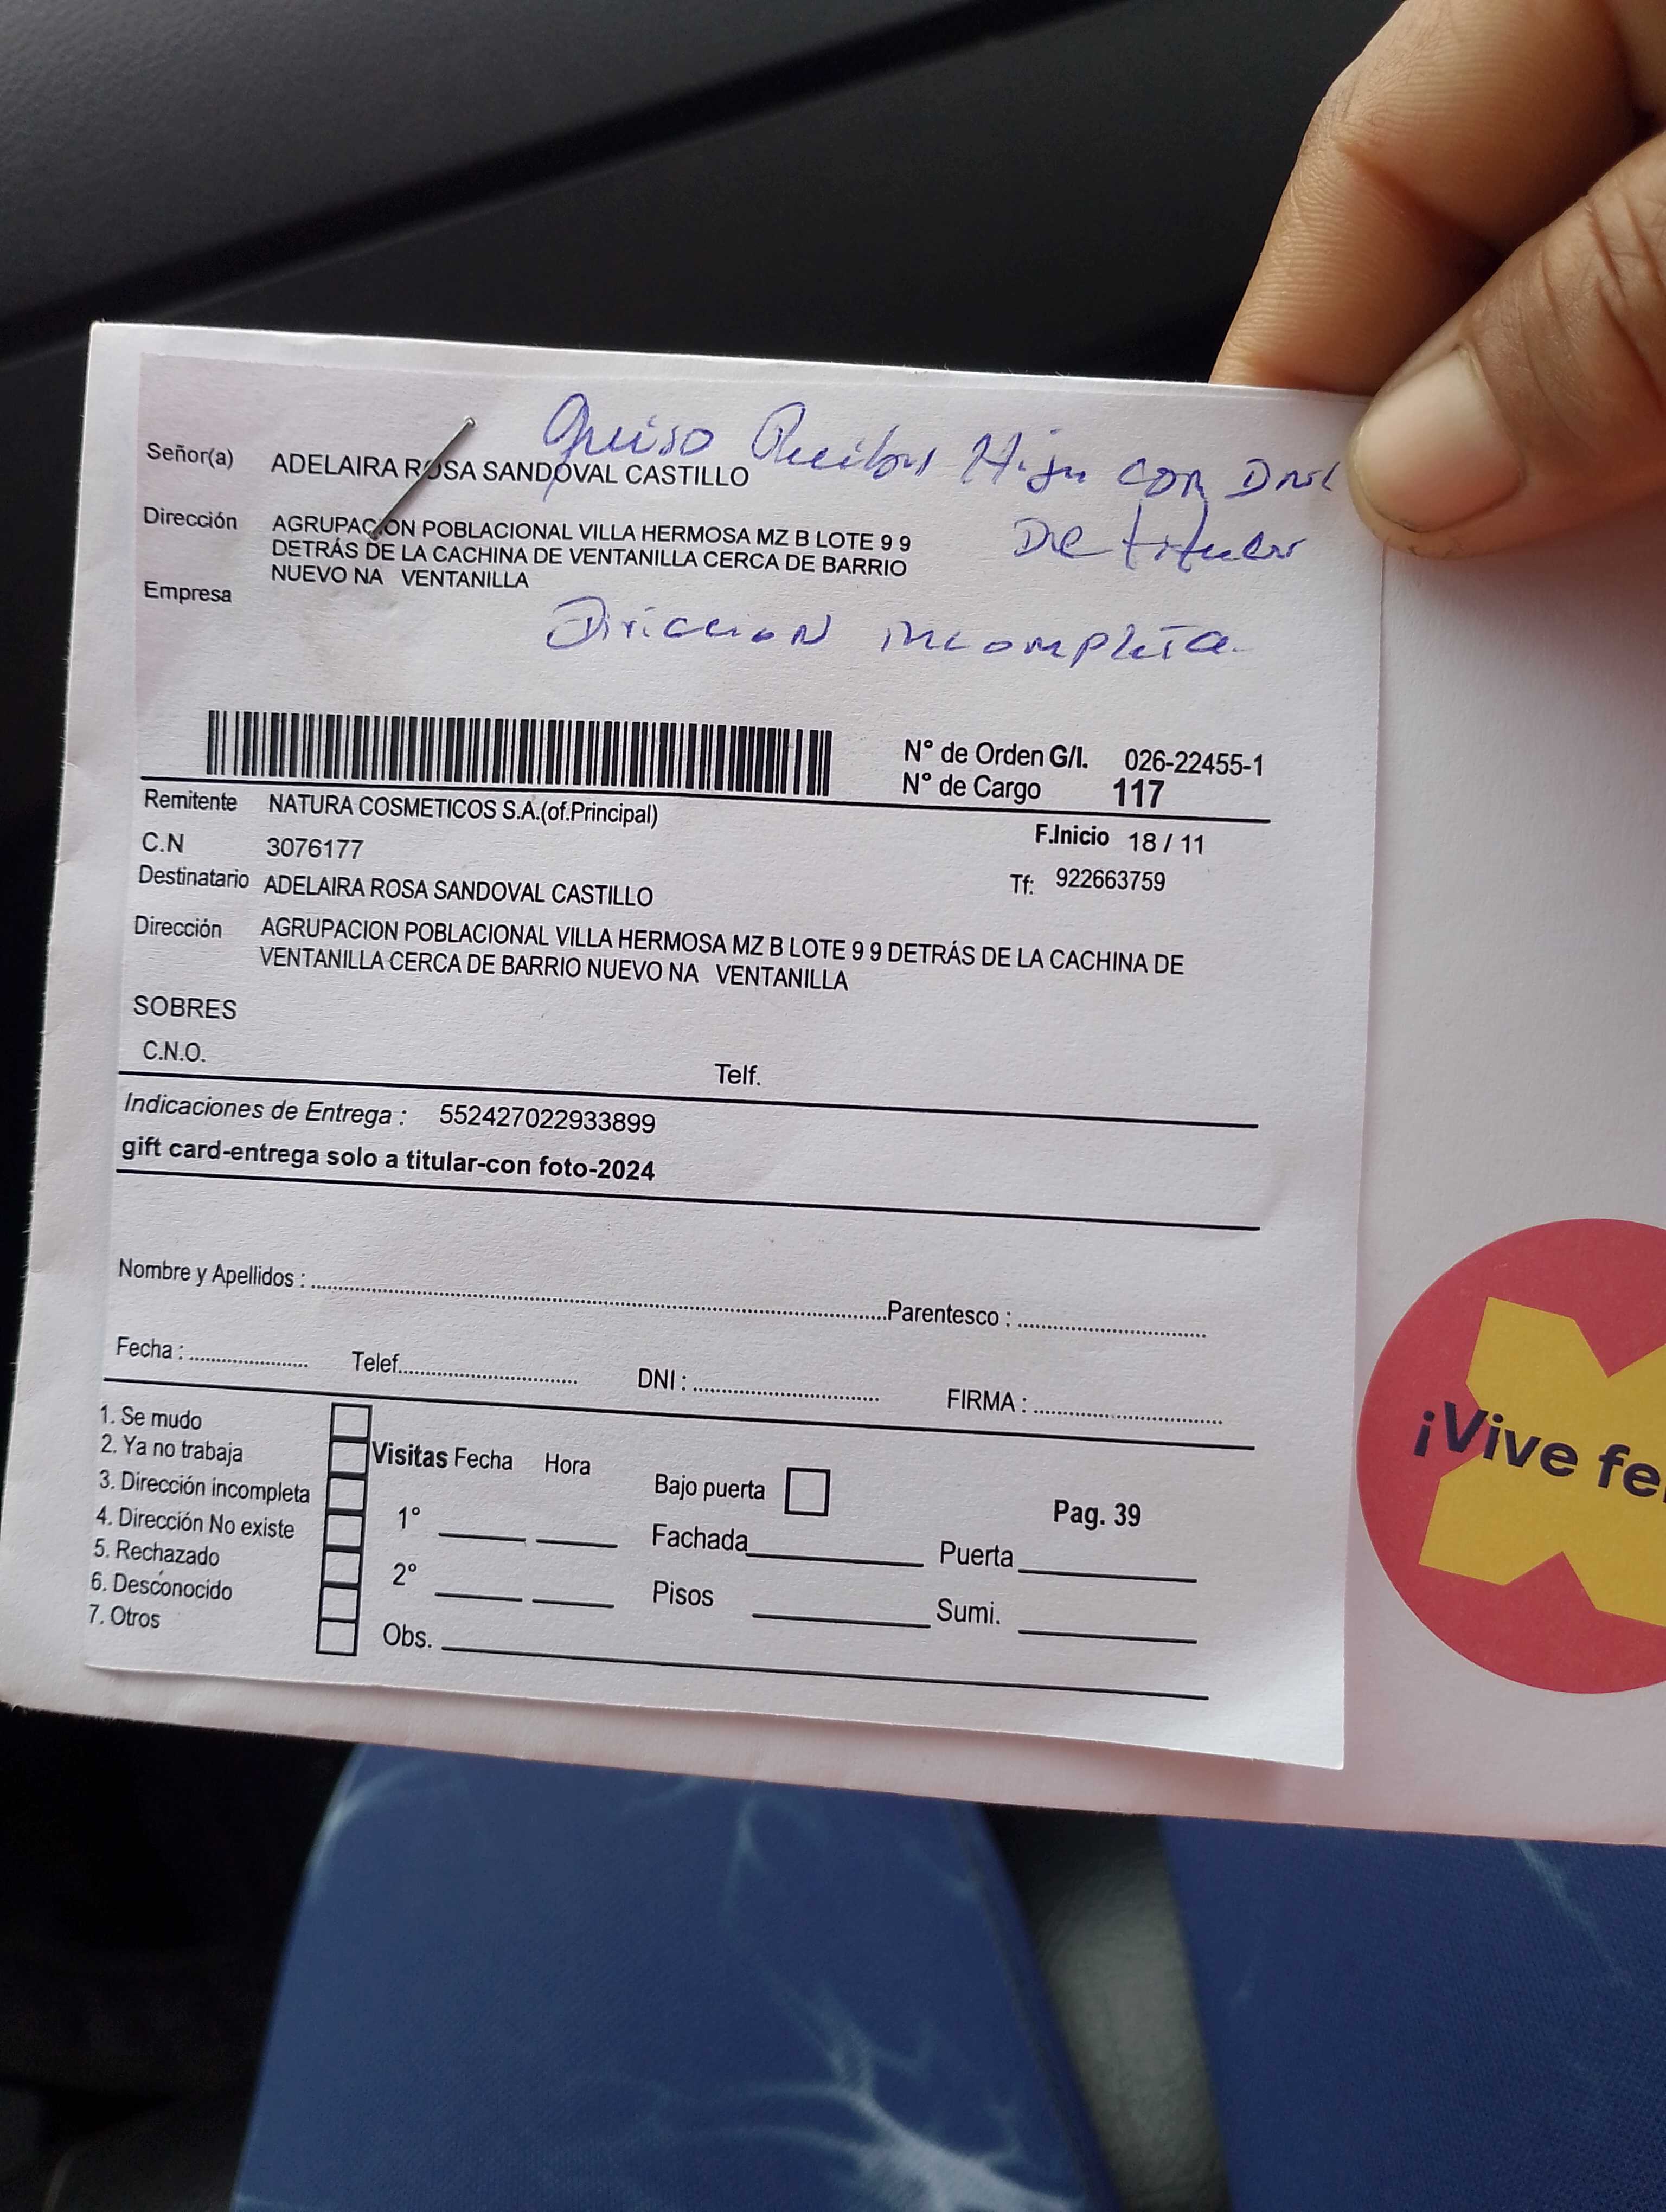 Quiso Recibir Hija con DNI
De titular
Señor(a) ADELAIRA ROSA SANDOVAL CASTILLO
Dirección AGRUPACION POBLACIONAL VILLA HERMOSA MZ B LOTE 9 9
DETRÁS DE LA CACHINA DE VENTANILLA CERCA DE BARRIO
NUEVO NA VENTANILLA
Empresa
Direccion incompleta
N° de Orden G/I. 026-22455-1
N° de Cargo 117
Remitente NATURA COSMETICOS S.A.(of.Principal)
F.Inicio 18 / 11
C.N 3076177
Tf: 922663759
Destinatario ADELAIRA ROSA SANDOVAL CASTILLO
Dirección AGRUPACION POBLACIONAL VILLA HERMOSA MZ B LOTE 9 9 DETRÁS DE LA CACHINA DE
VENTANILLA CERCA DE BARRIO NUEVO NA VENTANILLA
SOBRES
C.N.O. Telf.
Indicaciones de Entrega : 552427022933899
gift card-entrega solo a titular-con foto-2024
Nombre y Apellidos : Parentesco :
Fecha : Telef. DNI : FIRMA :
1. Se mudo
2. Ya no trabaja
3. Dirección incompleta
4. Dirección No existe
5. Rechazado
6. Desconocido
7. Otros
Visitas Fecha Hora
1°
2°
Obs.
Bajo puerta Pag. 39
Fachada Puerta
Pisos Sumi.
¡Vive